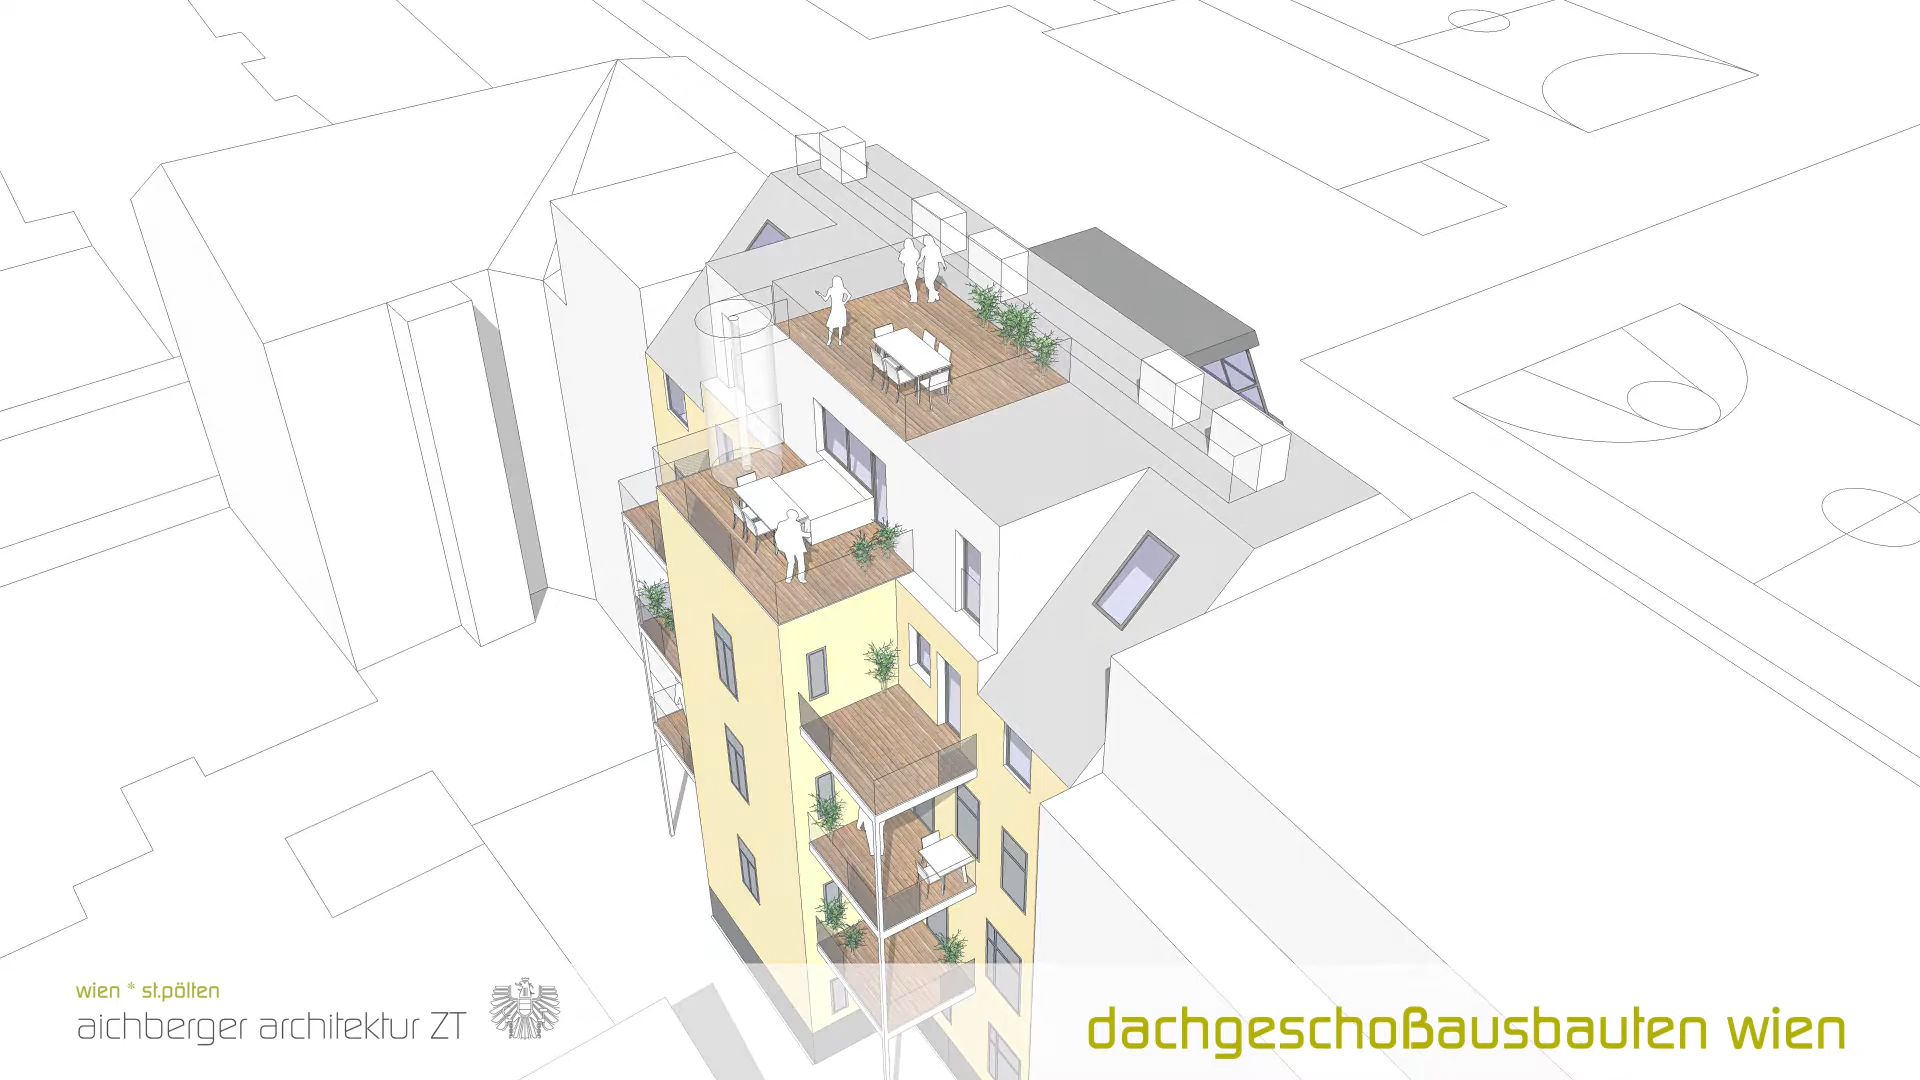 wien * st.pölten
aichberger architektur ZT
dachgeschoßausbauten wien